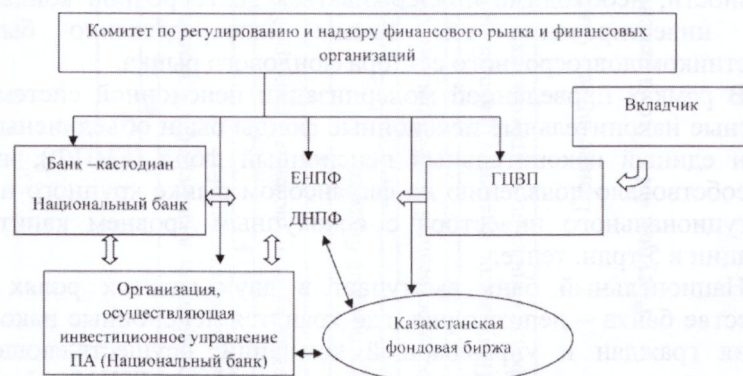 Комитет по регулированию и надзору финансового рынка и финансовых
организаций
Вкладчик
Банк –кастодиан
Национальный банк
ЕНПФ
ДНПФ
ГЦВП
Организация,
осуществляющая
инвестиционное управление
ПА (Национальный банк)
Казахстанская
фондовая биржа